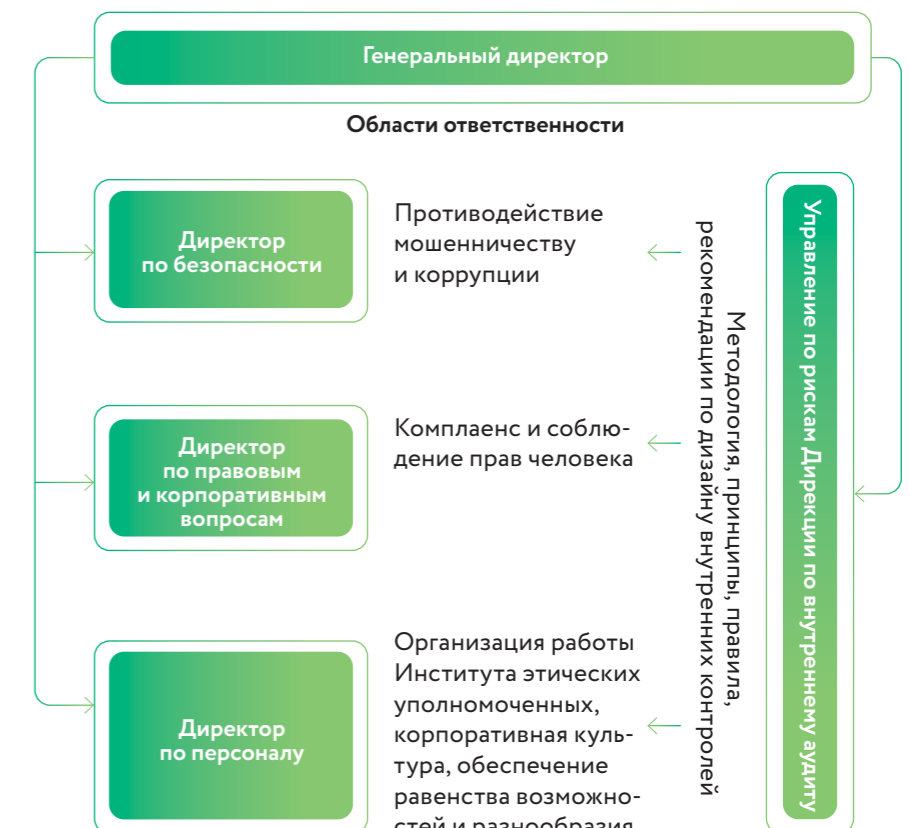 Генеральный директор
Области ответственности
Директор
по безопасности
Противодействие
мошенничеству
и коррупции
Директор
по правовым
и корпоративным
вопросам
Комплаенс и соблю-
дение прав человека
Директор
по персоналу
Организация работы
Института этических
уполномоченных,
корпоративная куль-
тура, обеспечение
равенства возможно-
стей и разнообразия
Методология, принципы, правила,
рекомендации по дизайну внутренних контролей
Управление по рискам Дирекции по внутреннему аудиту